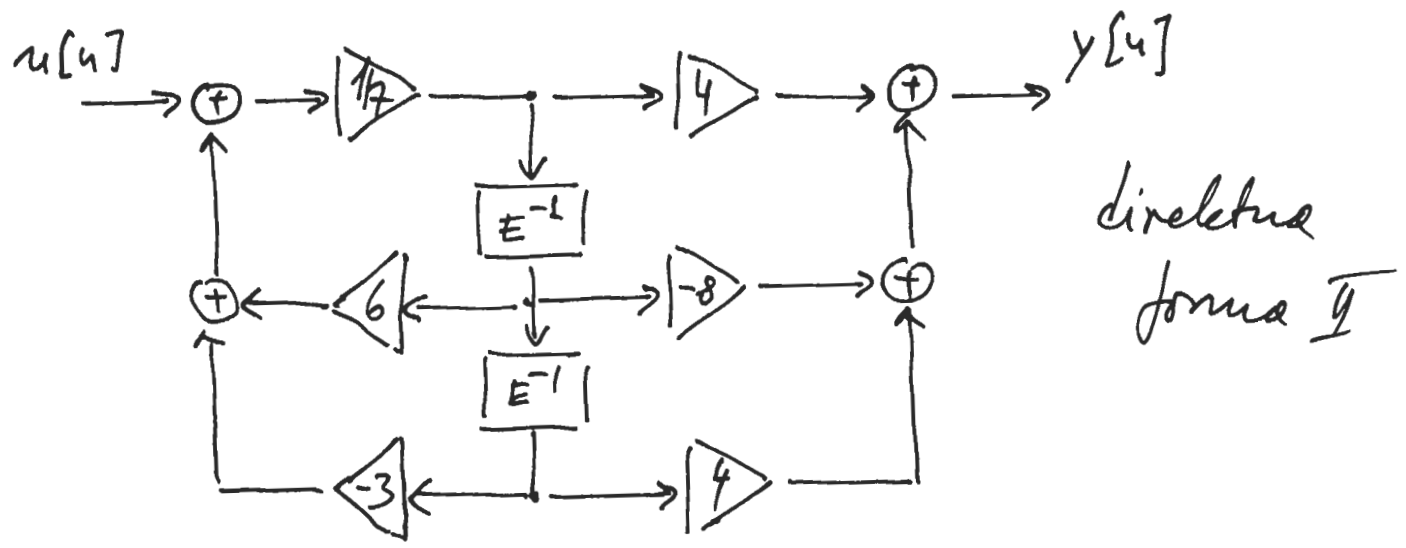 u[n]
y[n]
1/7
4
E⁻¹
6
-8
E⁻¹
-3
4
direktna
forma II